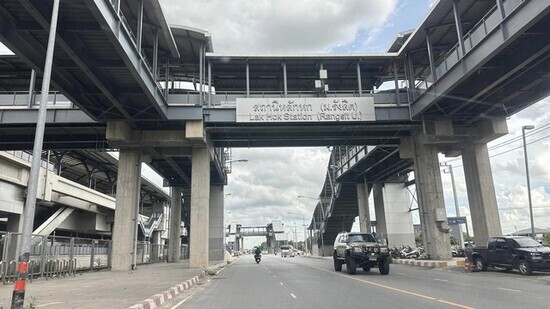 สถานีหลักหก (ม.รังสิต)
Lak Hok Station (Rangsit U.)